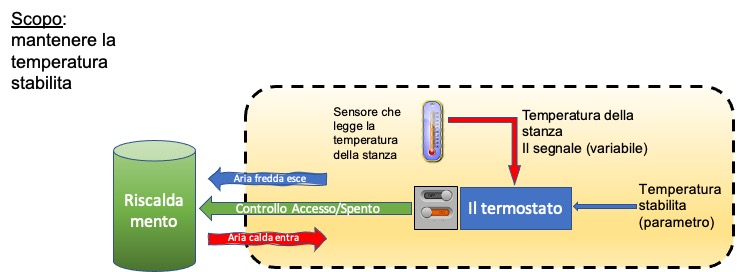 Scopo:
mantenere la
temperatura
stabilita
Sensore che
legge la
temperatura
della stanza
Temperatura della
stanza
Il segnale (variabile)
Aria fredda esce
Riscalda
mento
Controllo Accesso/Spento
Il termostato
Temperatura
stabilita
(parametro)
Aria calda entra